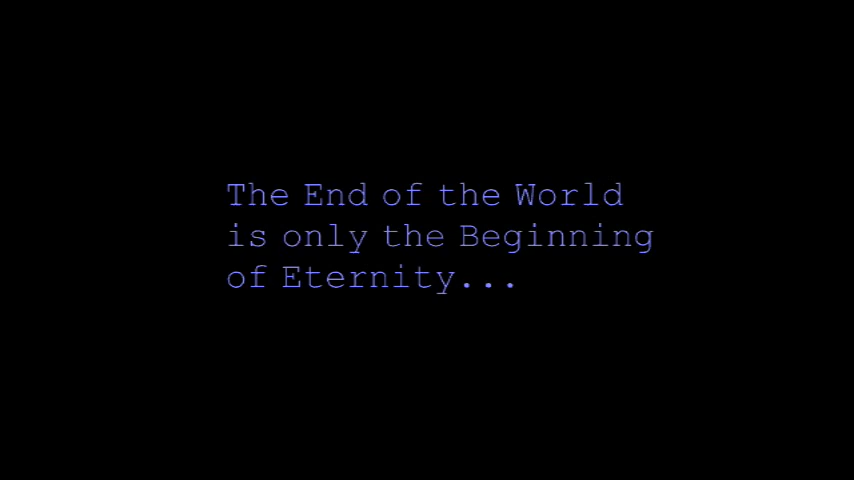 The End of the World
is only the Beginning
of Eternity...